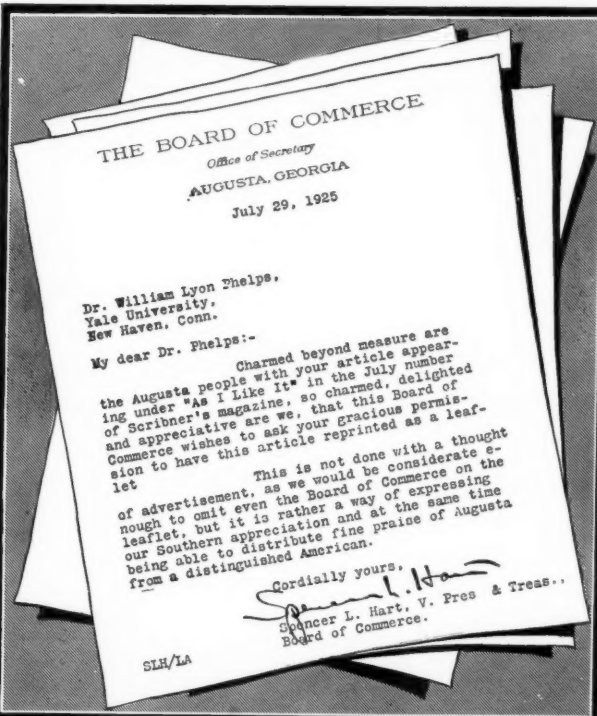 THE BOARD OF COMMERCE
Office of Secretary
AUGUSTA, GEORGIA
July 29, 1925
Dr. William Lyon Phelps,
Yale University,
New Haven, Conn.
My dear Dr. Phelps:-
Charmed beyond measure are
the Augusta people with your article appear-
ing under "As I Like It" in the July number
of Scribner's magazine, so charmed, delighted
and appreciative are we, that this Board of
Commerce wishes to ask your gracious permis-
sion to have this article reprinted as a leaf-
let
This is not done with a thought
of advertisement, as we would be considerate e-
nough to omit even the Board of Commerce on the
leaflet, but it is rather a way of expressing
our Southern appreciation and at the same time
being able to distribute fine praise of Augusta
from a distinguished American.
Cordially yours,
Spencer L. Hart
Spencer L. Hart, V. Pres & Treas.,
Board of Commerce.
SLH/LA